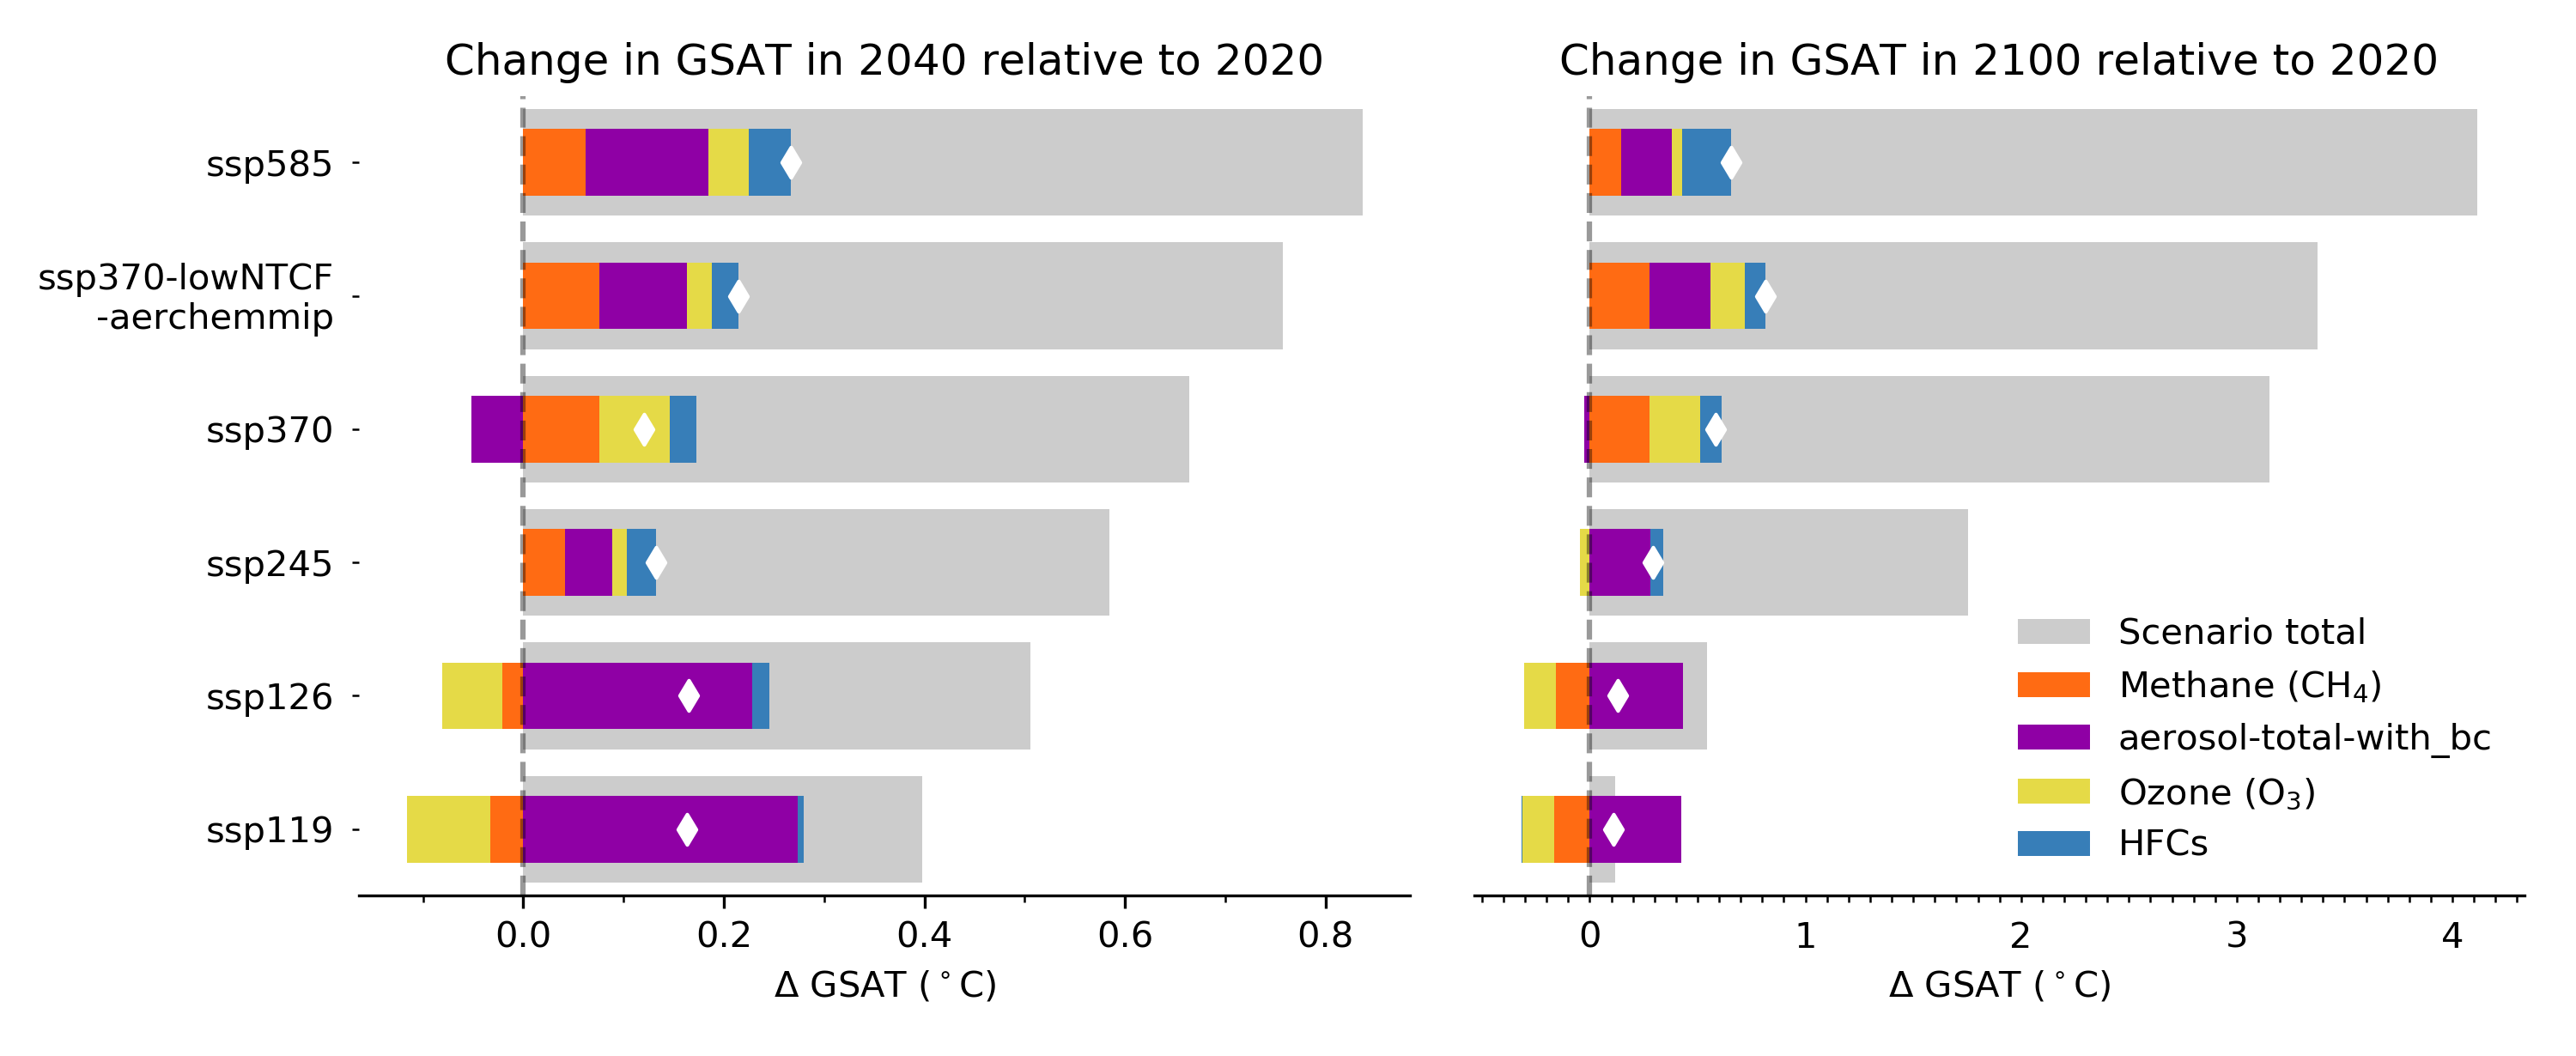 Change in GSAT in 2040 relative to 2020
ssp585
ssp370-lowNTCF
-aerchemmip
ssp370
ssp245
ssp126
ssp119
0.0 0.2 0.4 0.6 0.8
Δ GSAT (°C)
Change in GSAT in 2100 relative to 2020
Scenario total
Methane (CH₄)
aerosol-total-with_bc
Ozone (O₃)
HFCs
0 1 2 3 4
Δ GSAT (°C)